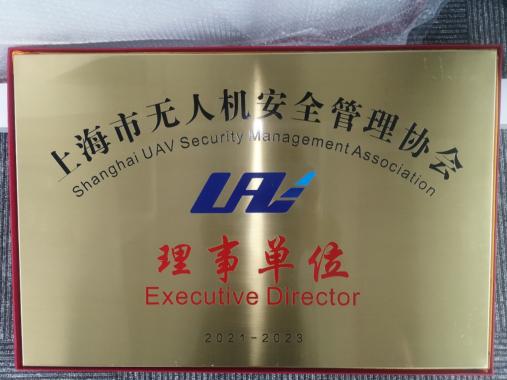 上海市无人机安全管理协会
Shanghai UAV Security Management Association
UAV
理事单位
Executive Director
2021-2023